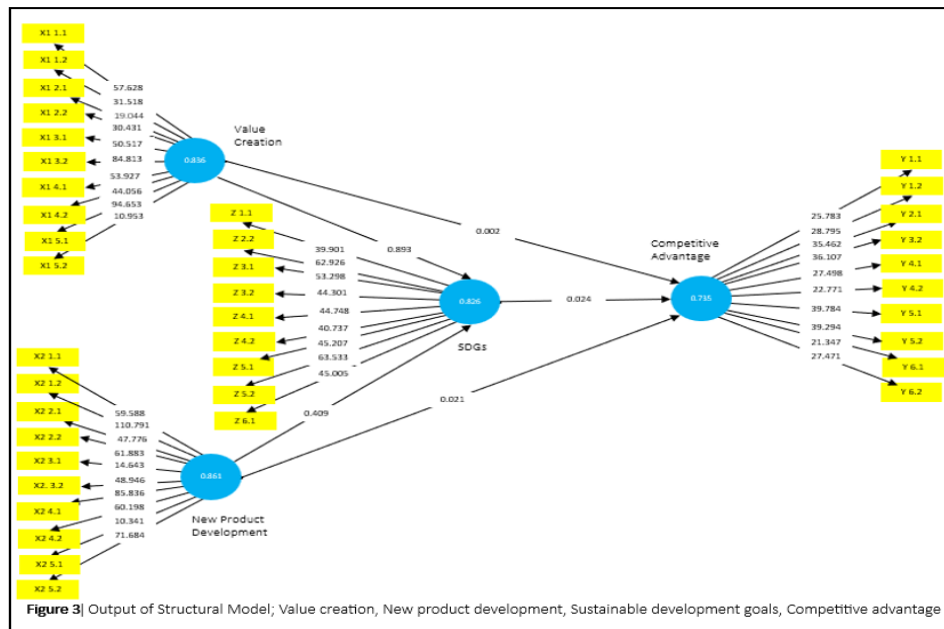 X1 1.1
X1 1.2
X1 2.1
X1 2.2
X1 3.1
X1 3.2
X1 4.1
X1 4.2
X1 5.1
X1 5.2
57.628
31.518
19.044
30.431
50.517
84.813
53.927
44.056
94.653
10.953
0.836
Value
Creation
0.002
0.893
Z 1.1
Z 2.2
Z 3.1
Z 3.2
Z 4.1
Z 4.2
Z 5.1
Z 5.2
Z 6.1
39.901
62.926
53.298
44.301
44.748
40.737
45.207
63.533
45.005
0.826
SDGs
0.024
0.409
0.021
Competitive
Advantage
0.735
25.783
28.795
35.462
36.107
27.498
22.771
39.784
39.294
21.347
27.471
Y 1.1
Y 1.2
Y 2.1
Y 3.2
Y 4.1
Y 4.2
Y 5.1
Y 5.2
Y 6.1
Y 6.2
X2 1.1
X2 1.2
X2 2.1
X2 2.2
X2 3.1
X2. 3.2
X2 4.1
X2 4.2
X2 5.1
X2 5.2
59.588
110.791
47.776
61.883
14.643
48.946
85.836
60.198
10.341
71.684
0.861
New Product
Development
Figure 3| Output of Structural Model; Value creation, New product development, Sustainable development goals, Competitive advantage